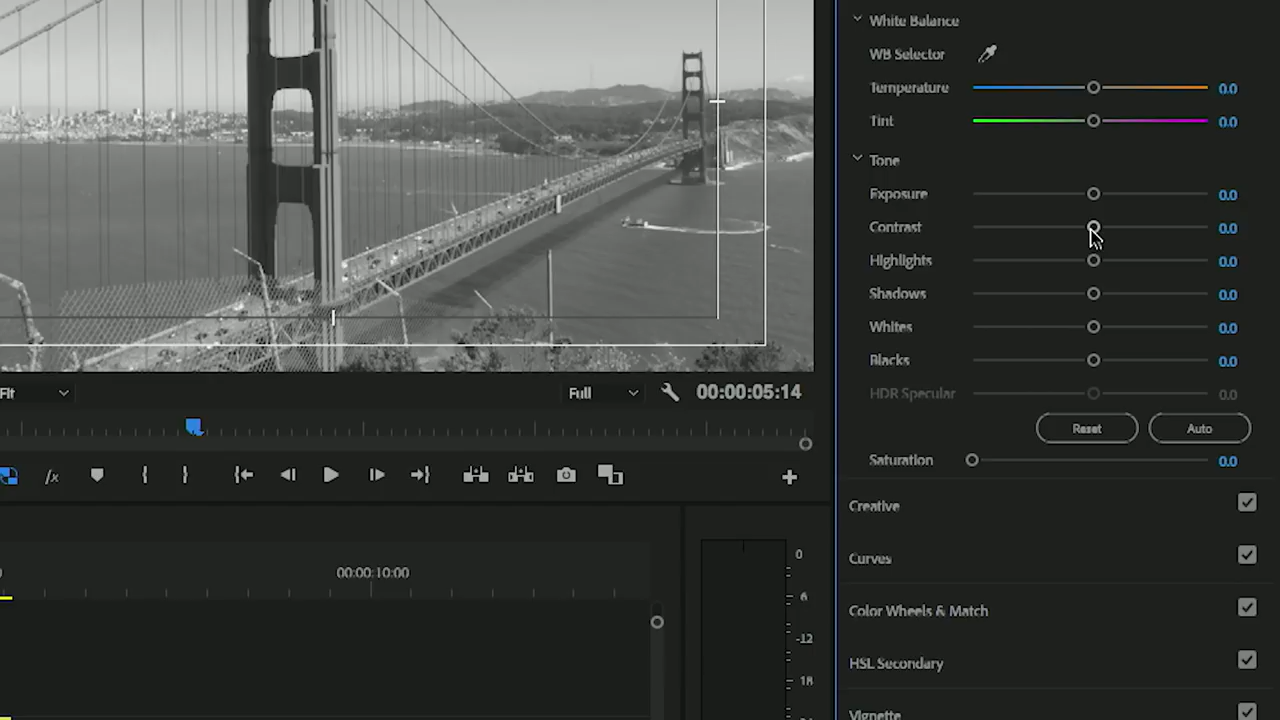 White Balance
WB Selector
Temperature 0.0
Tint 0.0
Tone
Exposure 0.0
Contrast 0.0
Highlights 0.0
Shadows 0.0
Whites 0.0
Blacks 0.0
HDR Specular 0.0
Reset Auto
Saturation 0.0
Creative
Curves
Color Wheels & Match
HSL Secondary
Vignette
Fit
Full
00:00:05:14
fx
00:00:10:00
0
6
-12
18